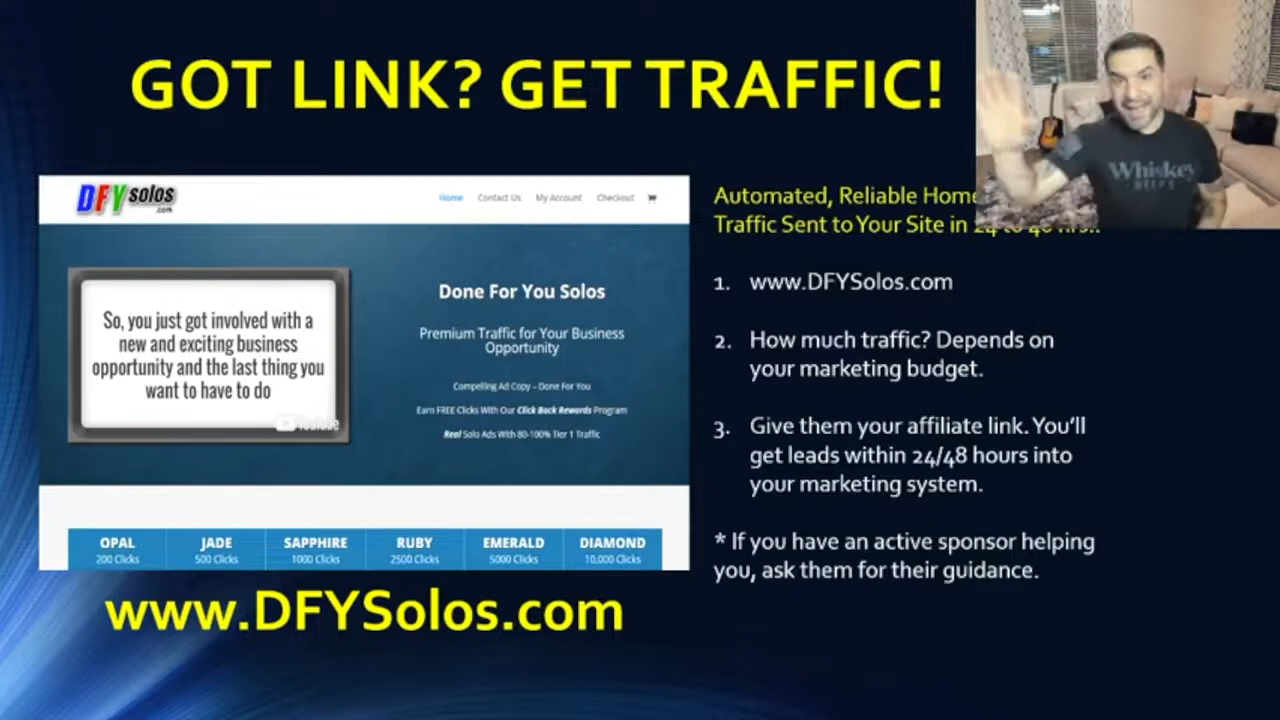 GOT LINK? GET TRAFFIC!
DFYsolos
.com
Home Contact Us My Account Checkout
So, you just got involved with a
new and exciting business
opportunity and the last thing you
want to have to do
YouTube
Done For You Solos
Premium Traffic for Your Business
Opportunity
Compelling Ad Copy – Done For You
Earn FREE Clicks With Our Click Back Rewards Program
Real Solo Ads With 80-100% Tier 1 Traffic
OPAL JADE SAPPHIRE RUBY EMERALD DIAMOND
200 Clicks 500 Clicks 1000 Clicks 2500 Clicks 5000 Clicks 10,000 Clicks
www.DFYSolos.com
Automated, Reliable Home
Traffic Sent to Your Site in 24 to 48 hrs..
1. www.DFYSolos.com
2. How much traffic? Depends on
your marketing budget.
3. Give them your affiliate link. You'll
get leads within 24/48 hours into
your marketing system.
* If you have an active sponsor helping
you, ask them for their guidance.
Whiskey